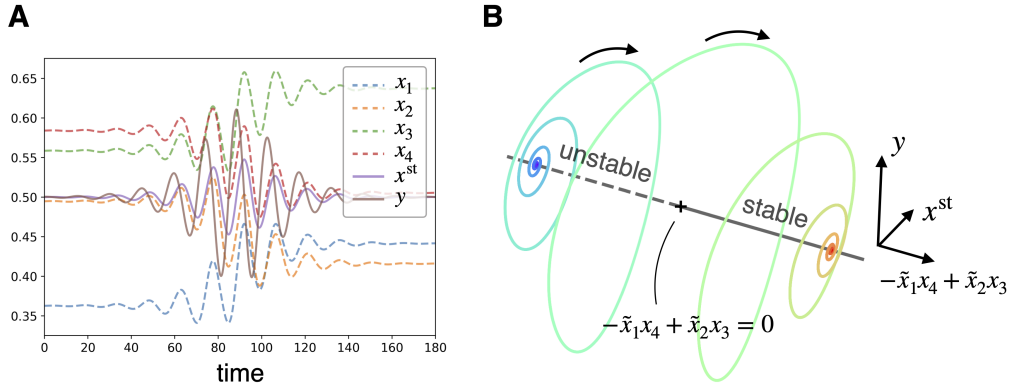 A
0.65
0.60
0.55
0.50
0.45
0.40
0.35
0 20 40 60 80 100 120 140 160 180
time
x₁
x₂
x₃
x₄
xˢᵗ
y
B
unstable
stable
−x̃₁x₄ + x̃₂x₃ = 0
y
xˢᵗ
−x̃₁x₄ + x̃₂x₃